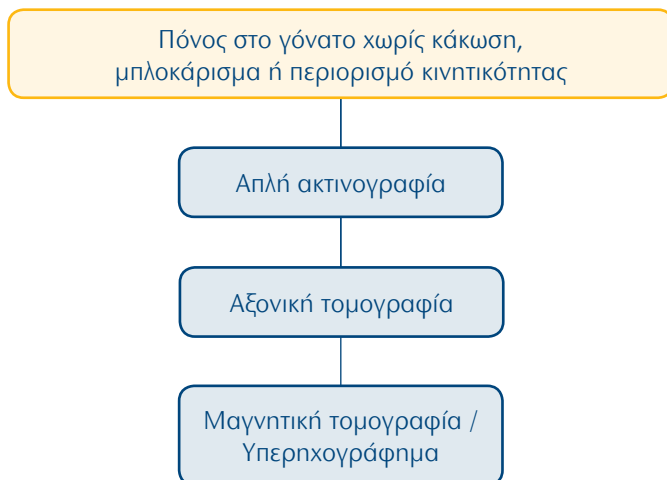 Πόνος στο γόνατο χωρίς κάκωση,
μπλοκάρισμα ή περιορισμό κινητικότητας
Απλή ακτινογραφία
Αξονική τομογραφία
Μαγνητική τομογραφία /
Υπερηχογράφημα